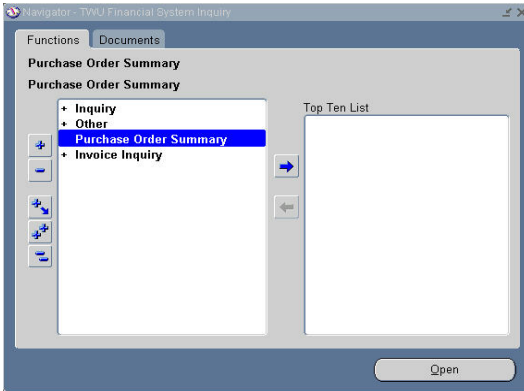 Navigator - TWU Financial System Inquiry
Functions Documents
Purchase Order Summary
Purchase Order Summary
+ Inquiry
+ Other
Purchase Order Summary
+ Invoice Inquiry
Top Ten List
Open